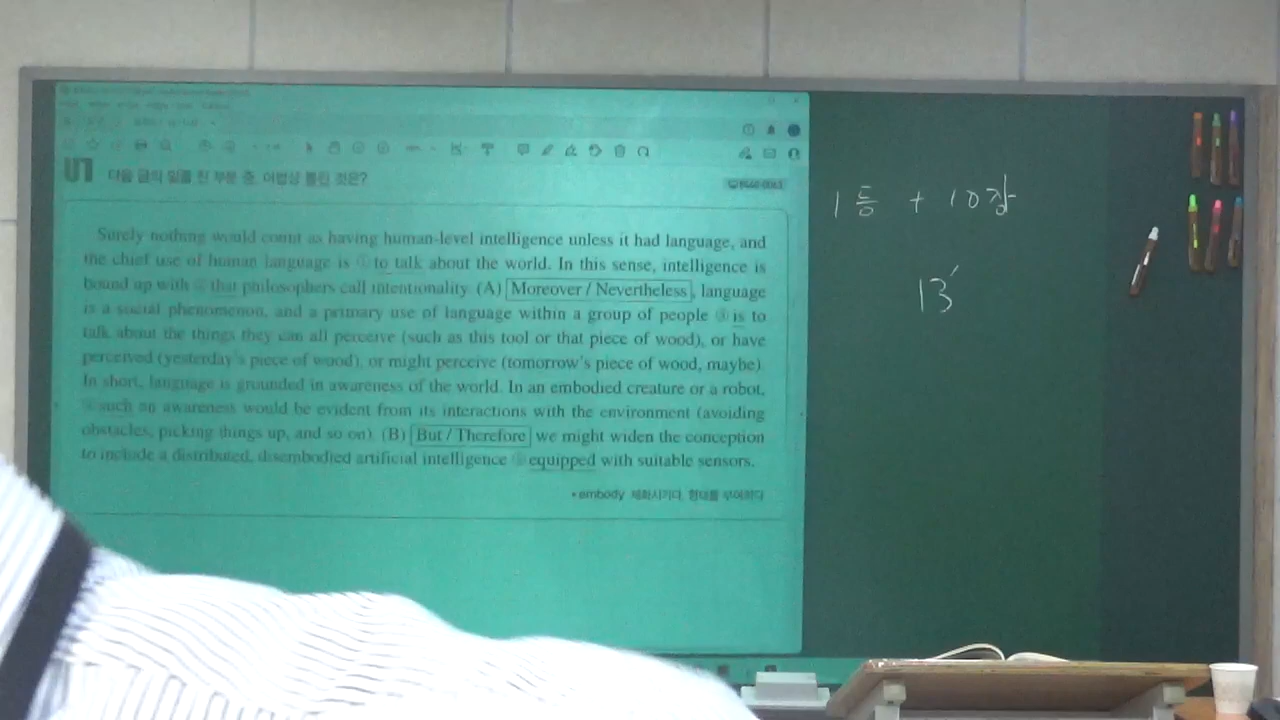 다음 글의 밑줄 친 부분 중, 어법상 틀린 것은?
Surely nothing would count as having human-level intelligence unless it had language, and
the chief use of human language is ① to talk about the world. In this sense, intelligence is
bound up with ② that philosophers call intentionality. (A) Moreover / Nevertheless, language
is a social phenomenon, and a primary use of language within a group of people ③ is to
talk about the things they can all perceive (such as this tool or that piece of wood), or have
perceived (yesterday's piece of wood), or might perceive (tomorrow's piece of wood, maybe).
In short, language is grounded in awareness of the world. In an embodied creature or a robot,
④ such an awareness would be evident from its interactions with the environment (avoiding
obstacles, picking things up, and so on). (B) But / Therefore we might widen the conception
to include a distributed, disembodied artificial intelligence ⑤ equipped with suitable sensors.
* embody 체화시키다, 형태를 부여하다
1등 + 10장
13′